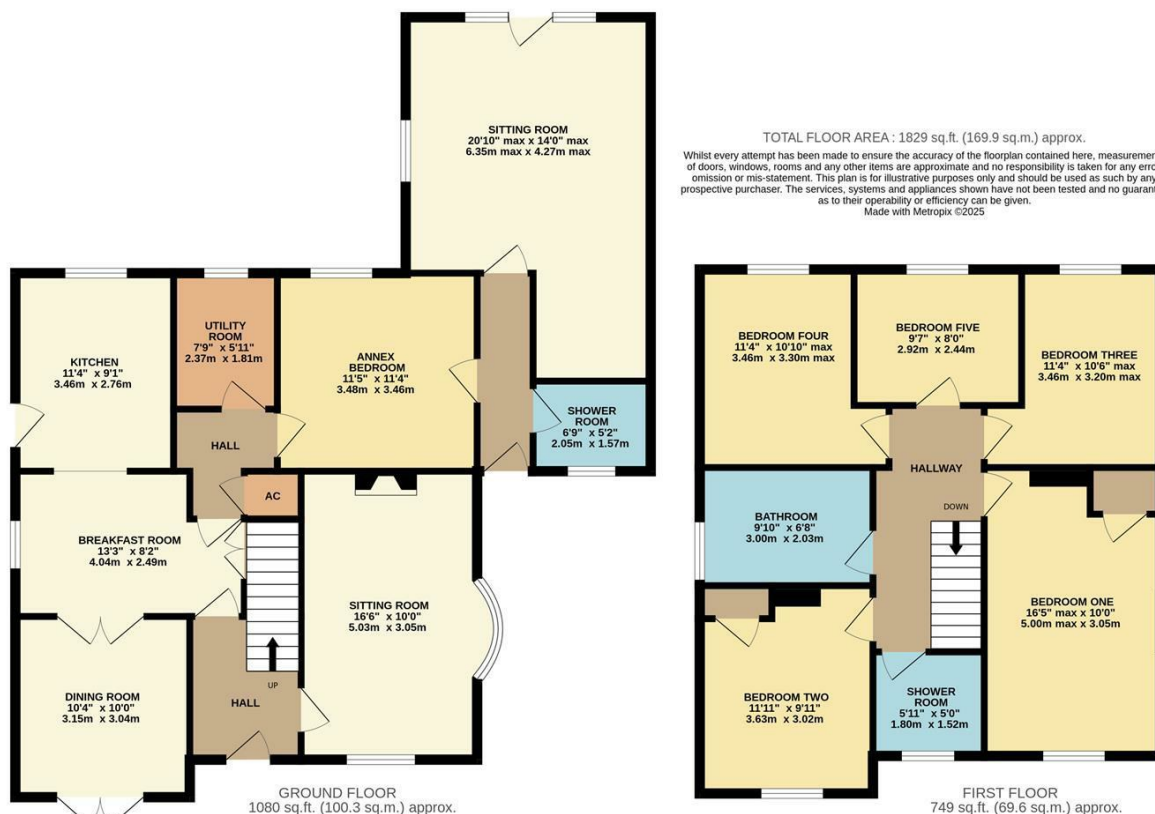 SITTING ROOM
20'10" max x 14'0" max
6.35m max x 4.27m max
KITCHEN
11'4" x 9'1"
3.46m x 2.76m
UTILITY
ROOM
7'9" x 5'11"
2.37m x 1.81m
ANNEX
BEDROOM
11'5" x 11'4"
3.48m x 3.46m
SHOWER
ROOM
6'9" x 5'2"
2.05m x 1.57m
HALL
AC
BREAKFAST ROOM
13'3" x 8'2"
4.04m x 2.49m
SITTING ROOM
16'6" x 10'0"
5.03m x 3.05m
DINING ROOM
10'4" x 10'0"
3.15m x 3.04m
UP
HALL
GROUND FLOOR
1080 sq.ft. (100.3 sq.m.) approx.
TOTAL FLOOR AREA : 1829 sq.ft. (169.9 sq.m.) approx.
Whilst every attempt has been made to ensure the accuracy of the floorplan contained here, measuremen
of doors, windows, rooms and any other items are approximate and no responsibility is taken for any erro
omission or mis-statement. This plan is for illustrative purposes only and should be used as such by any
prospective purchaser. The services, systems and appliances shown have not been tested and no guarant
as to their operability or efficiency can be given.
Made with Metropix ©2025
BEDROOM FOUR
11'4" x 10'10" max
3.46m x 3.30m max
BEDROOM FIVE
9'7" x 8'0"
2.92m x 2.44m
BEDROOM THREE
11'4" x 10'6" max
3.46m x 3.20m max
HALLWAY
DOWN
BATHROOM
9'10" x 6'8"
3.00m x 2.03m
BEDROOM ONE
16'5" max x 10'0"
5.00m max x 3.05m
BEDROOM TWO
11'11" x 9'11"
3.63m x 3.02m
SHOWER
ROOM
5'11" x 5'0"
1.80m x 1.52m
FIRST FLOOR
749 sq.ft. (69.6 sq.m.) approx.